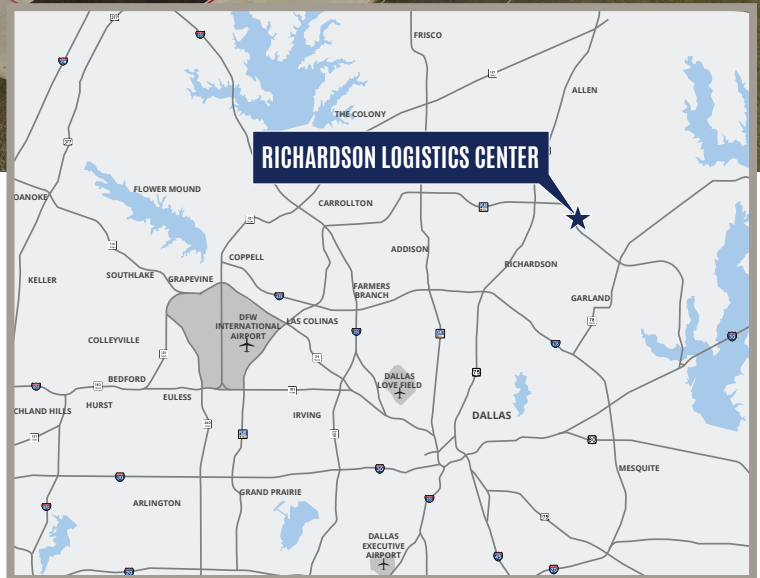 FRISCO
ALLEN
THE COLONY
RICHARDSON LOGISTICS CENTER
FLOWER MOUND
OANOKE
CARROLLTON
ADDISON
COPPELL
RICHARDSON
SOUTHLAKE
GRAPEVINE
KELLER
FARMERS
BRANCH
GARLAND
DFW
INTERNATIONAL
AIRPORT
LAS COLINAS
COLLEYVILLE
DALLAS
LOVE FIELD
BEDFORD
EULESS
HURST
CHLAND HILLS
IRVING
DALLAS
MESQUITE
GRAND PRAIRIE
ARLINGTON
DALLAS
EXECUTIVE
AIRPORT